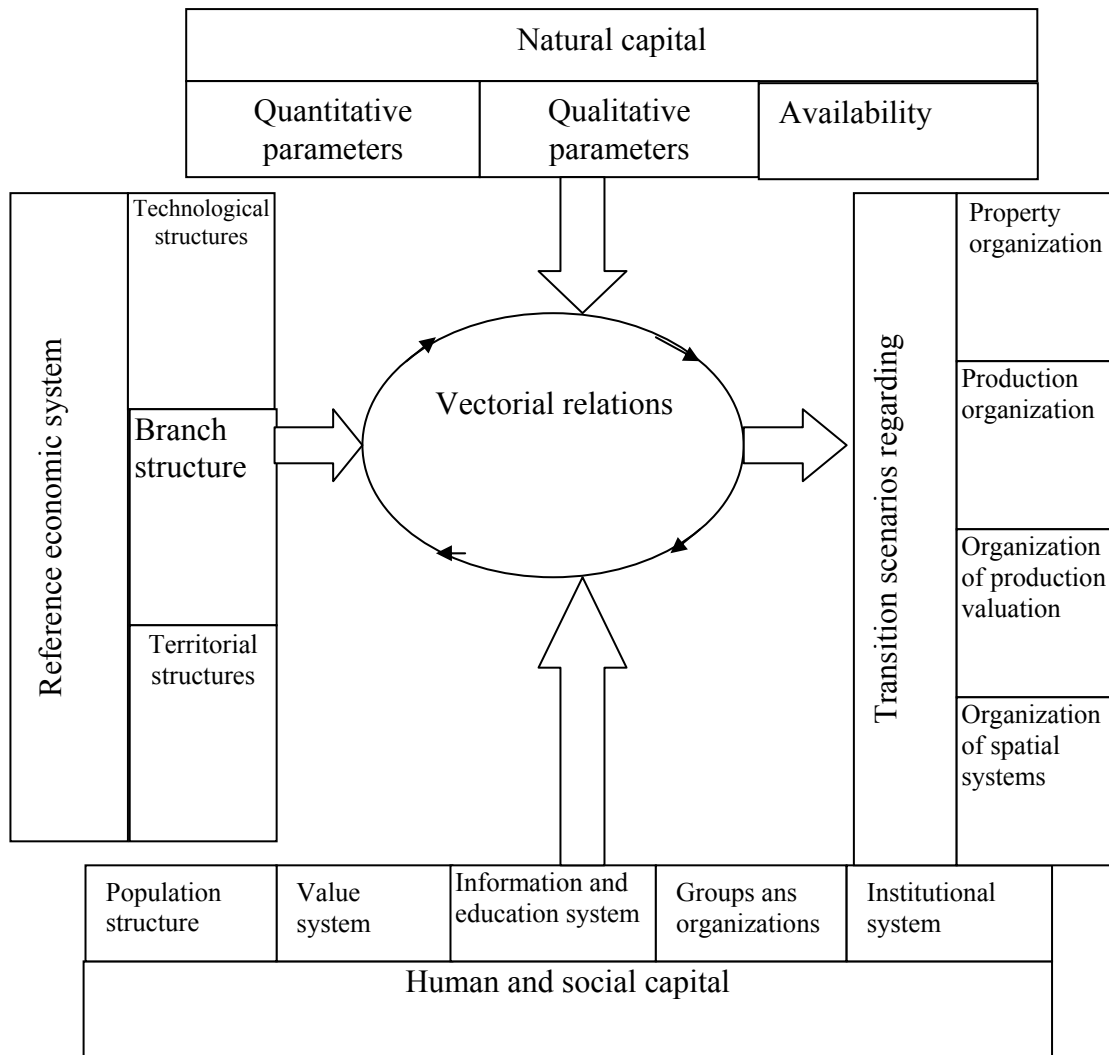 Natural capital
Quantitative
parameters
Qualitative
parameters
Availability
Reference economic system
Technological
structures
Branch
structure
Territorial
structures
Vectorial relations
Transition scenarios regarding
Property
organization
Production
organization
Organization
of production
valuation
Organization
of spatial
systems
Population
structure
Value
system
Information and
education system
Groups ans
organizations
Institutional
system
Human and social capital